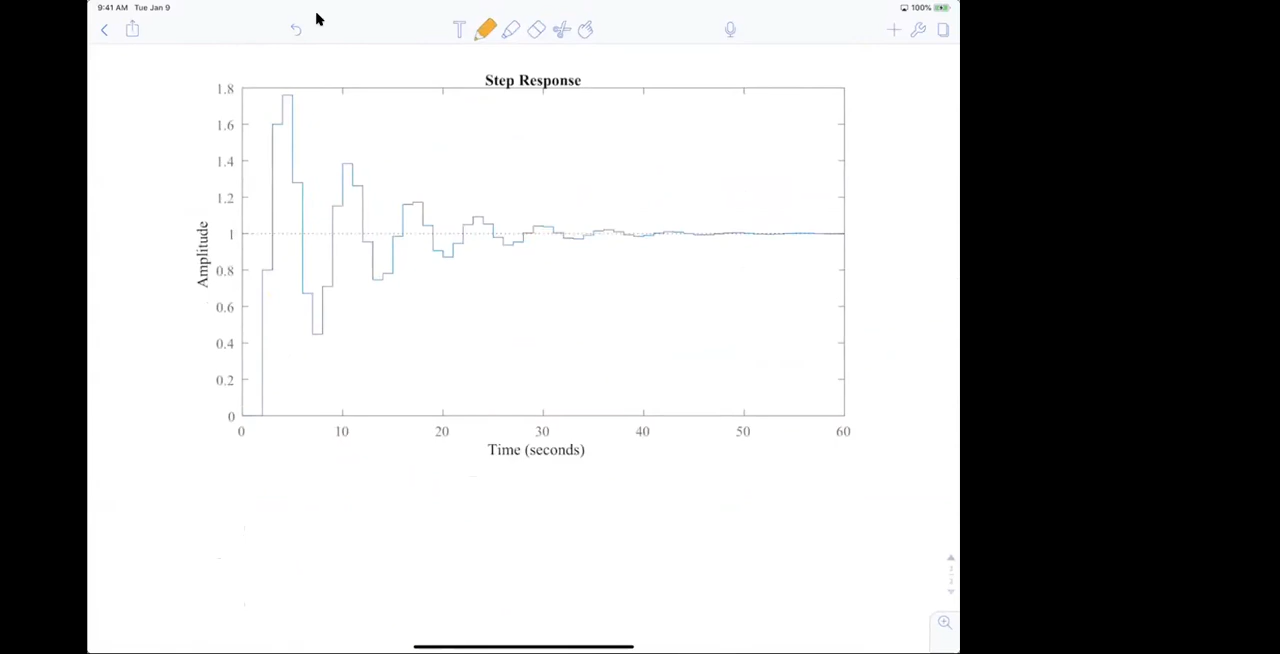 9:41 AM Tue Jan 9
100%
T
Step Response
1.8
1.6
1.4
1.2
1
0.8
0.6
0.4
0.2
0
Amplitude
0 10 20 30 40 50 60
Time (seconds)